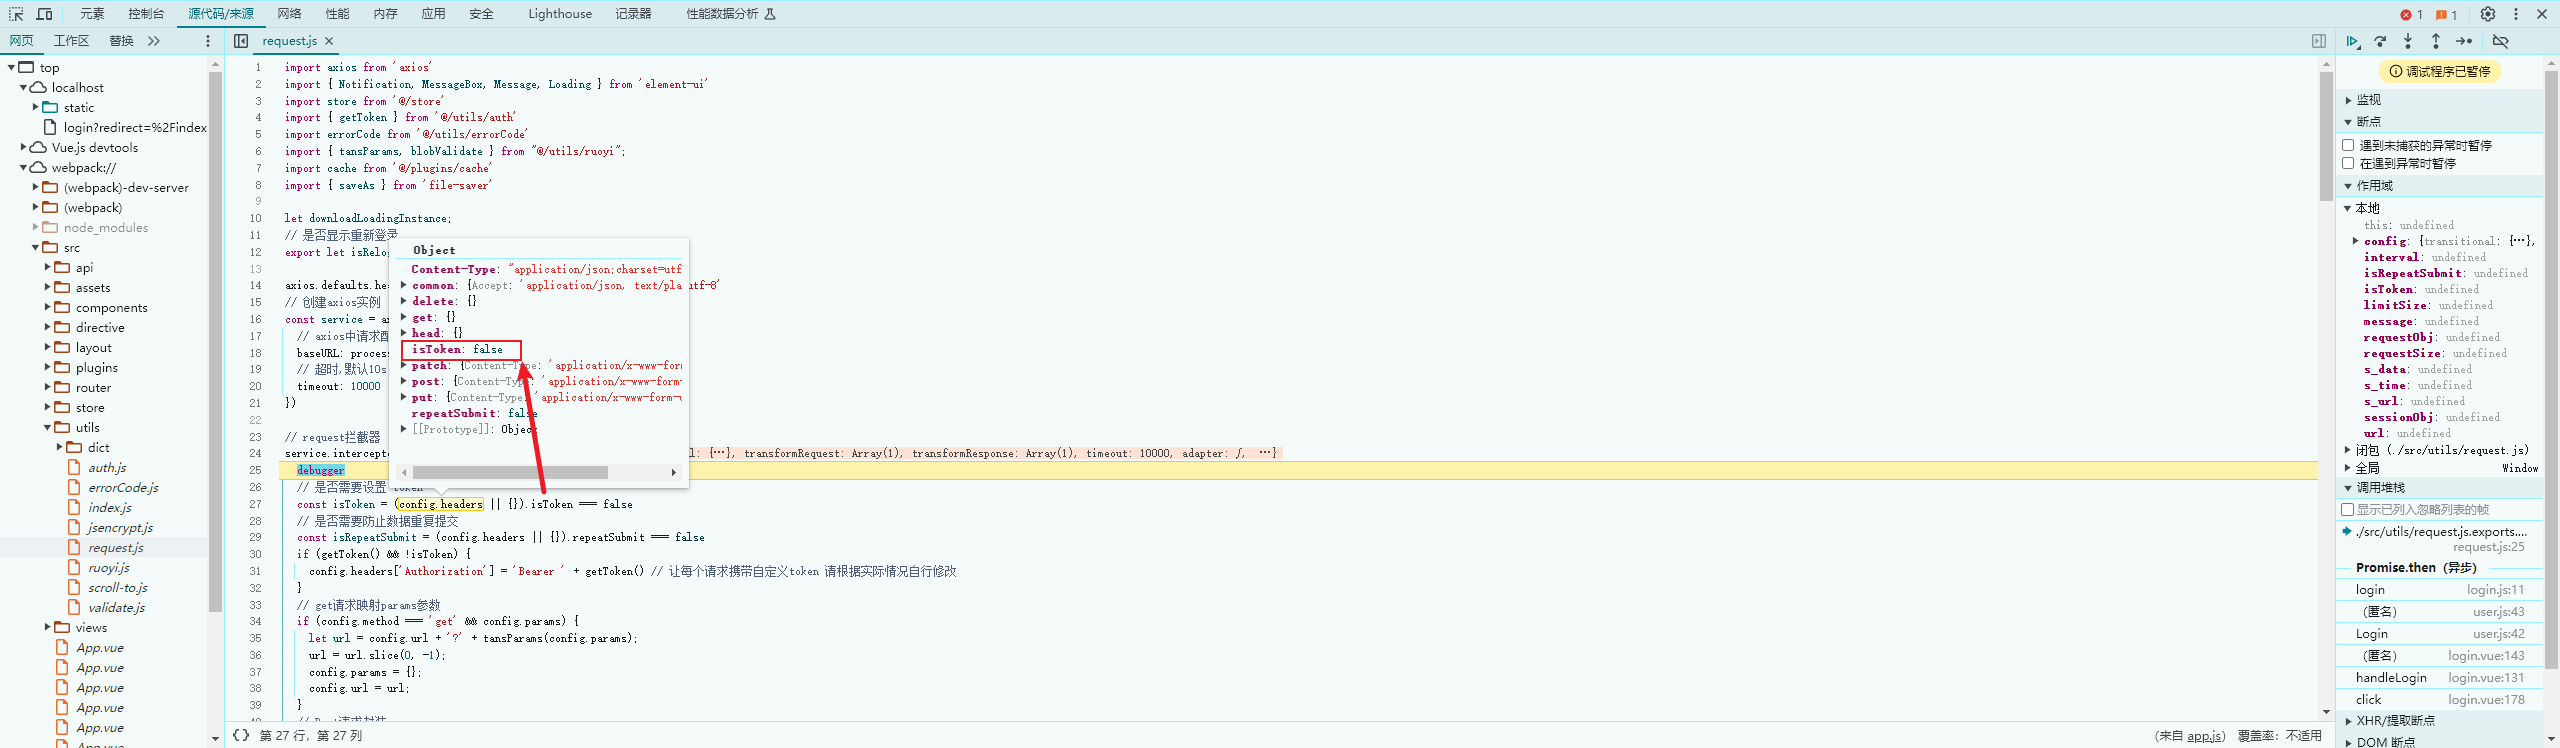 元素 控制台 源代码/来源 网络 性能 内存 应用 安全 Lighthouse 记录器 性能数据分析 1 1
网页 工作区 替换 request.js
top
localhost
static
login?redirect=%2Findex
Vue.js devtools
webpack://
(webpack)-dev-server
(webpack)
node_modules
src
api
assets
components
directive
layout
plugins
router
store
utils
dict
auth.js
errorCode.js
index.js
jsencrypt.js
request.js
ruoyi.js
scroll-to.js
validate.js
views
App.vue
App.vue
App.vue
App.vue
App.vue
1 import axios from 'axios'
2 import { Notification, MessageBox, Message, Loading } from 'element-ui'
3 import store from '@/store'
4 import { getToken } from '@/utils/auth'
5 import errorCode from '@/utils/errorCode'
6 import { tansParams, blobValidate } from "@/utils/ruoyi";
7 import cache from '@/plugins/cache'
8 import { saveAs } from 'file-saver'
9
10 let downloadLoadingInstance;
11 // 是否显示重新登录
12 export let isRelo
13
14 axios.defaults.hea utf-8'
15 // 创建axios实例
16 const service = ax
17 // axios中请求配
18 baseURL: process
19 // 超时,默认10s
20 timeout: 10000
21 })
22
23 // request拦截器
24 service.intercepto l: {…}, transformRequest: Array(1), transformResponse: Array(1), timeout: 10000, adapter: ƒ, …}
25 debugger
26 // 是否需要设置 token
27 const isToken = (config.headers || {}).isToken === false
28 // 是否需要防止数据重复提交
29 const isRepeatSubmit = (config.headers || {}).repeatSubmit === false
30 if (getToken() && !isToken) {
31 config.headers['Authorization'] = 'Bearer ' + getToken() // 让每个请求携带自定义token 请根据实际情况自行修改
32 }
33 // get请求映射params参数
34 if (config.method === 'get' && config.params) {
35 let url = config.url + '?' + tansParams(config.params);
36 url = url.slice(0, -1);
37 config.params = {};
38 config.url = url;
39 }
Object
Content-Type: "application/json;charset=utf
common: {Accept: 'application/json, text/pla
delete: {}
get: {}
head: {}
isToken: false
patch: {Content-Type: 'application/x-www-for
post: {Content-Type: 'application/x-www-form
put: {Content-Type: 'application/x-www-form-u
repeatSubmit: false
[[Prototype]]: Object
{} 第 27 行，第 27 列 (来自 app.js) 覆盖率：不适用
调试程序已暂停
监视
断点
遇到未捕获的异常时暂停
在遇到异常时暂停
作用域
本地
this: undefined
config: {transitional: {…},
interval: undefined
isRepeatSubmit: undefined
isToken: undefined
limitSize: undefined
message: undefined
requestObj: undefined
requestSize: undefined
s_data: undefined
s_time: undefined
s_url: undefined
sessionObj: undefined
url: undefined
闭包 (./src/utils/request.js)
全局 Window
调用堆栈
显示已列入忽略列表的帧
./src/utils/request.js.exports....
request.js:25
Promise.then（异步）
login login.js:11
（匿名） user.js:43
Login user.js:42
（匿名） login.vue:143
handleLogin login.vue:131
click login.vue:178
XHR/提取断点
DOM 断点